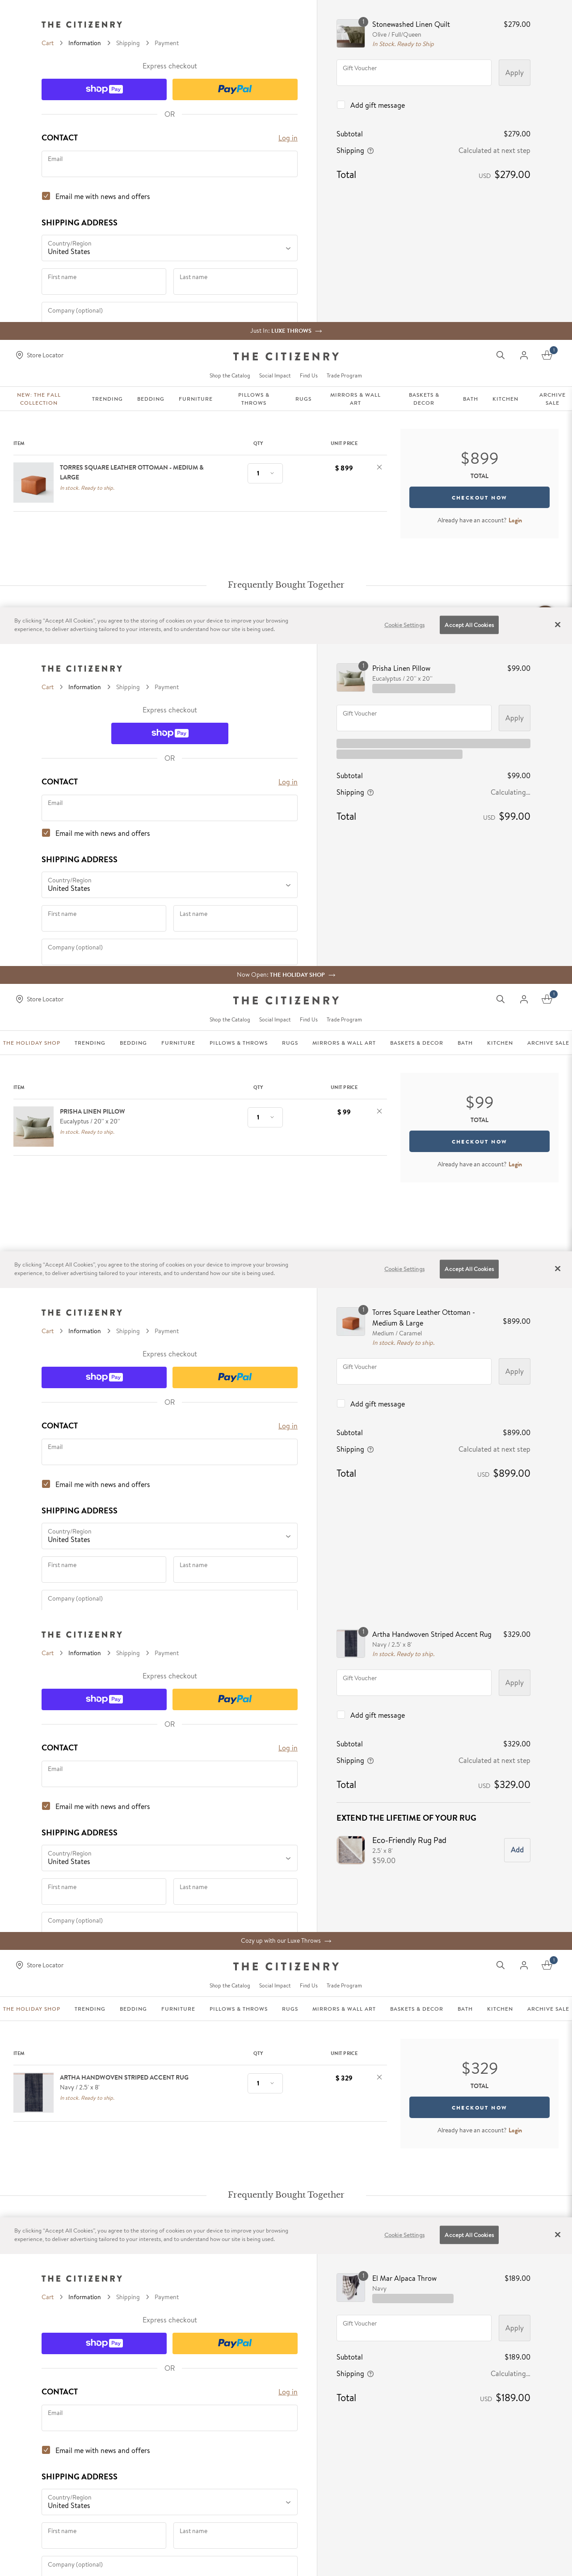 THE CITIZENRY
Cart > Information > Shipping > Payment
Express checkout
shop Pay
PayPal
OR
CONTACT
Log in
Email
Email me with news and offers
SHIPPING ADDRESS
Country/Region
United States
First name
Last name
Company (optional)
1
Stonewashed Linen Quilt
$279.00
Olive / Full/Queen
In Stock. Ready to Ship
Gift Voucher
Apply
Add gift message
Subtotal
$279.00
Shipping
Calculated at next step
Total
USD $279.00
Just In: LUXE THROWS →
Store Locator
THE CITIZENRY
Shop the Catalog
Social Impact
Find Us
Trade Program
NEW: THE FALL COLLECTION
TRENDING
BEDDING
FURNITURE
PILLOWS & THROWS
RUGS
MIRRORS & WALL ART
BASKETS & DECOR
BATH
KITCHEN
ARCHIVE SALE
ITEM
QTY
UNIT PRICE
TORRES SQUARE LEATHER OTTOMAN - MEDIUM &
LARGE
In stock. Ready to ship.
1
$ 899
$899
TOTAL
CHECKOUT NOW
Already have an account? Login
Frequently Bought Together
By clicking "Accept All Cookies", you agree to the storing of cookies on your device to improve your browsing
experience, to deliver advertising tailored to your interests, and to understand how our site is being used.
Cookie Settings
Accept All Cookies
THE CITIZENRY
Cart > Information > Shipping > Payment
Express checkout
shop Pay
OR
CONTACT
Log in
Email
Email me with news and offers
SHIPPING ADDRESS
Country/Region
United States
First name
Last name
Company (optional)
1
Prisha Linen Pillow
$99.00
Eucalyptus / 20" x 20"
Gift Voucher
Apply
Subtotal
$99.00
Shipping
Calculating...
Total
USD $99.00
Now Open: THE HOLIDAY SHOP →
Store Locator
THE CITIZENRY
Shop the Catalog
Social Impact
Find Us
Trade Program
THE HOLIDAY SHOP
TRENDING
BEDDING
FURNITURE
PILLOWS & THROWS
RUGS
MIRRORS & WALL ART
BASKETS & DECOR
BATH
KITCHEN
ARCHIVE SALE
ITEM
QTY
UNIT PRICE
PRISHA LINEN PILLOW
Eucalyptus / 20" x 20"
In stock. Ready to ship.
1
$ 99
$99
TOTAL
CHECKOUT NOW
Already have an account? Login
By clicking "Accept All Cookies", you agree to the storing of cookies on your device to improve your browsing
experience, to deliver advertising tailored to your interests, and to understand how our site is being used.
Cookie Settings
Accept All Cookies
THE CITIZENRY
Cart > Information > Shipping > Payment
Express checkout
shop Pay
PayPal
OR
CONTACT
Log in
Email
Email me with news and offers
SHIPPING ADDRESS
Country/Region
United States
First name
Last name
Company (optional)
1
Torres Square Leather Ottoman -
Medium & Large
$899.00
Medium / Caramel
In stock. Ready to ship.
Gift Voucher
Apply
Add gift message
Subtotal
$899.00
Shipping
Calculated at next step
Total
USD $899.00
THE CITIZENRY
Cart > Information > Shipping > Payment
Express checkout
shop Pay
PayPal
OR
CONTACT
Log in
Email
Email me with news and offers
SHIPPING ADDRESS
Country/Region
United States
First name
Last name
Company (optional)
1
Artha Handwoven Striped Accent Rug
$329.00
Navy / 2.5' x 8'
In stock. Ready to ship.
Gift Voucher
Apply
Add gift message
Subtotal
$329.00
Shipping
Calculated at next step
Total
USD $329.00
EXTEND THE LIFETIME OF YOUR RUG
Eco-Friendly Rug Pad
2.5' x 8'
$59.00
Add
Cozy up with our Luxe Throws →
Store Locator
THE CITIZENRY
Shop the Catalog
Social Impact
Find Us
Trade Program
THE HOLIDAY SHOP
TRENDING
BEDDING
FURNITURE
PILLOWS & THROWS
RUGS
MIRRORS & WALL ART
BASKETS & DECOR
BATH
KITCHEN
ARCHIVE SALE
ITEM
QTY
UNIT PRICE
ARTHA HANDWOVEN STRIPED ACCENT RUG
Navy / 2.5' x 8'
In stock. Ready to ship.
1
$ 329
$329
TOTAL
CHECKOUT NOW
Already have an account? Login
Frequently Bought Together
By clicking "Accept All Cookies", you agree to the storing of cookies on your device to improve your browsing
experience, to deliver advertising tailored to your interests, and to understand how our site is being used.
Cookie Settings
Accept All Cookies
THE CITIZENRY
Cart > Information > Shipping > Payment
Express checkout
shop Pay
PayPal
OR
CONTACT
Log in
Email
Email me with news and offers
SHIPPING ADDRESS
Country/Region
United States
First name
Last name
Company (optional)
1
El Mar Alpaca Throw
$189.00
Navy
Gift Voucher
Apply
Subtotal
$189.00
Shipping
Calculating...
Total
USD $189.00